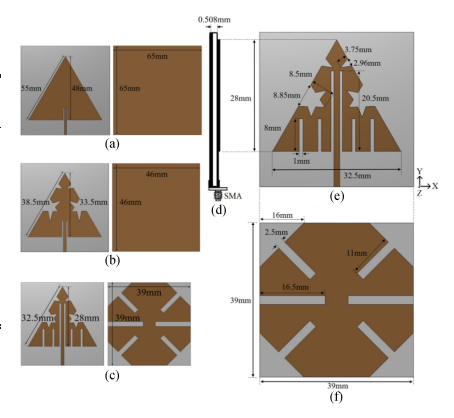 0.508mm
65mm
55mm
48mm
65mm
(a)
46mm
38.5mm
33.5mm
46mm
(b)
39mm
32.5mm
28mm
39mm
(c)
28mm
SMA
(d)
3.75mm
2.96mm
8.5mm
8.85mm
20.5mm
8mm
1mm
32.5mm
(e)
Y
Z
X
16mm
2.5mm
11mm
16.5mm
39mm
39mm
(f)